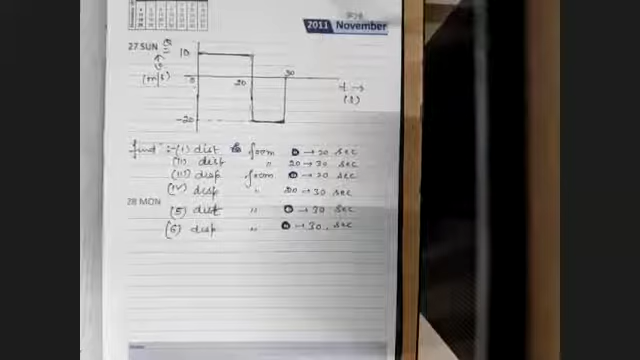 2011 November
27 SUN
10
(m/s)
0
20
30
t →
(s)
-20
find :- (i) dist from 0 → 20 sec
(ii) dist " 20 → 30 sec
(iii) disp from 0 → 20 sec
(iv) disp " 20 → 30 sec
28 MON
(5) dist " 0 → 30 sec
(6) disp " 0 → 30 sec